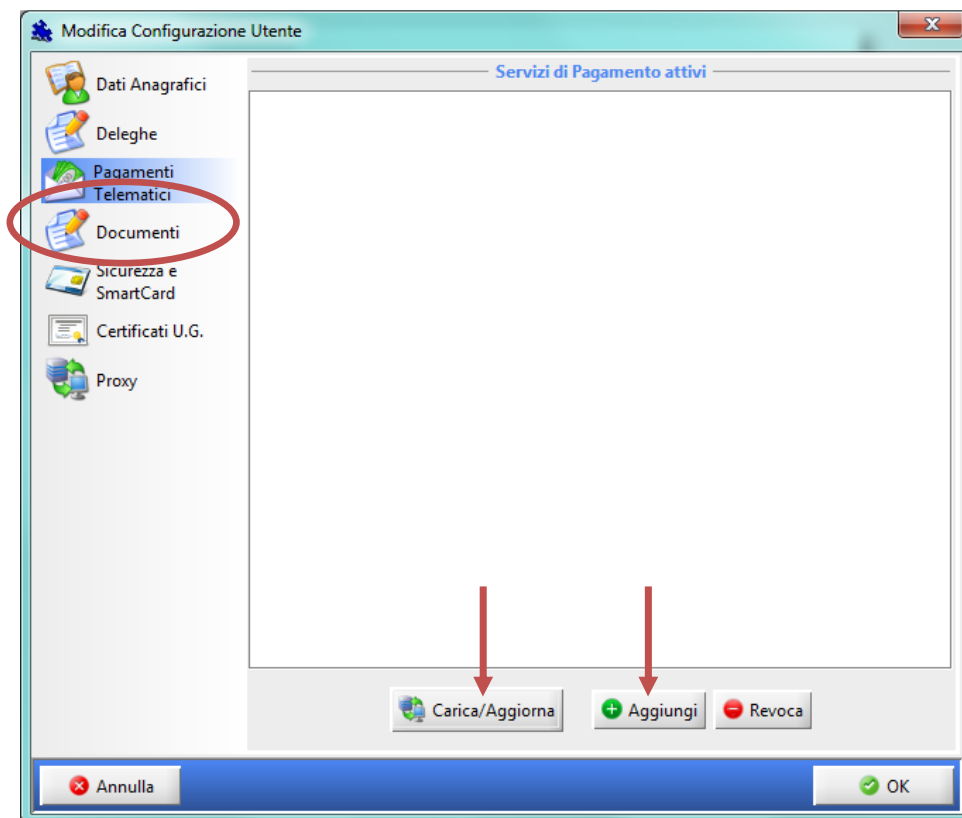 Modifica Configurazione Utente
Servizi di Pagamento attivi
Dati Anagrafici
Deleghe
Pagamenti
Telematici
Documenti
Sicurezza e
SmartCard
Certificati U.G.
Proxy
Carica/Aggiorna
Aggiungi
Revoca
Annulla
OK